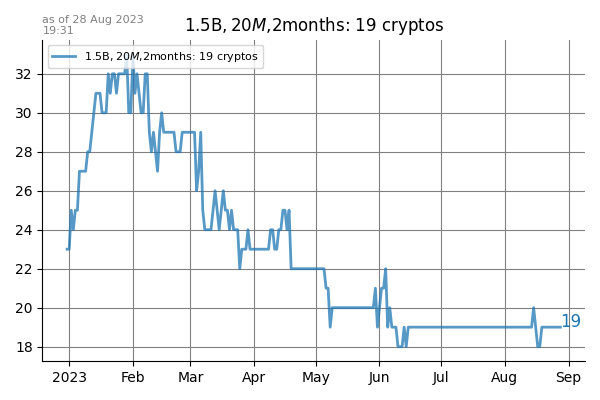 as of 28 Aug 2023
19:31
1.5B, 20M,2months: 19 cryptos
1.5B, 20M,2months: 19 cryptos
32
30
28
26
24
22
20
18
19
2023 Feb Mar Apr May Jun Jul Aug Sep